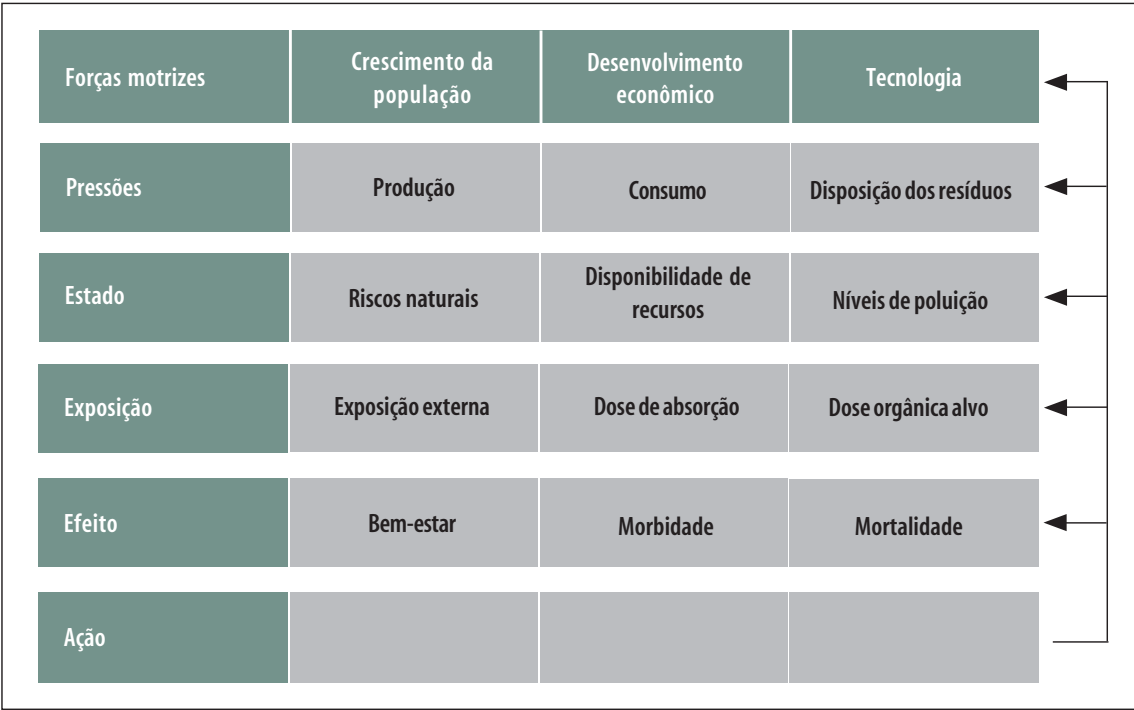 Forças motrizes
Crescimento da
população
Desenvolvimento
econômico
Tecnologia
Pressões
Produção
Consumo
Disposição dos resíduos
Estado
Riscos naturais
Disponibilidade de
recursos
Níveis de poluição
Exposição
Exposição externa
Dose de absorção
Dose orgânica alvo
Efeito
Bem-estar
Morbidade
Mortalidade
Ação